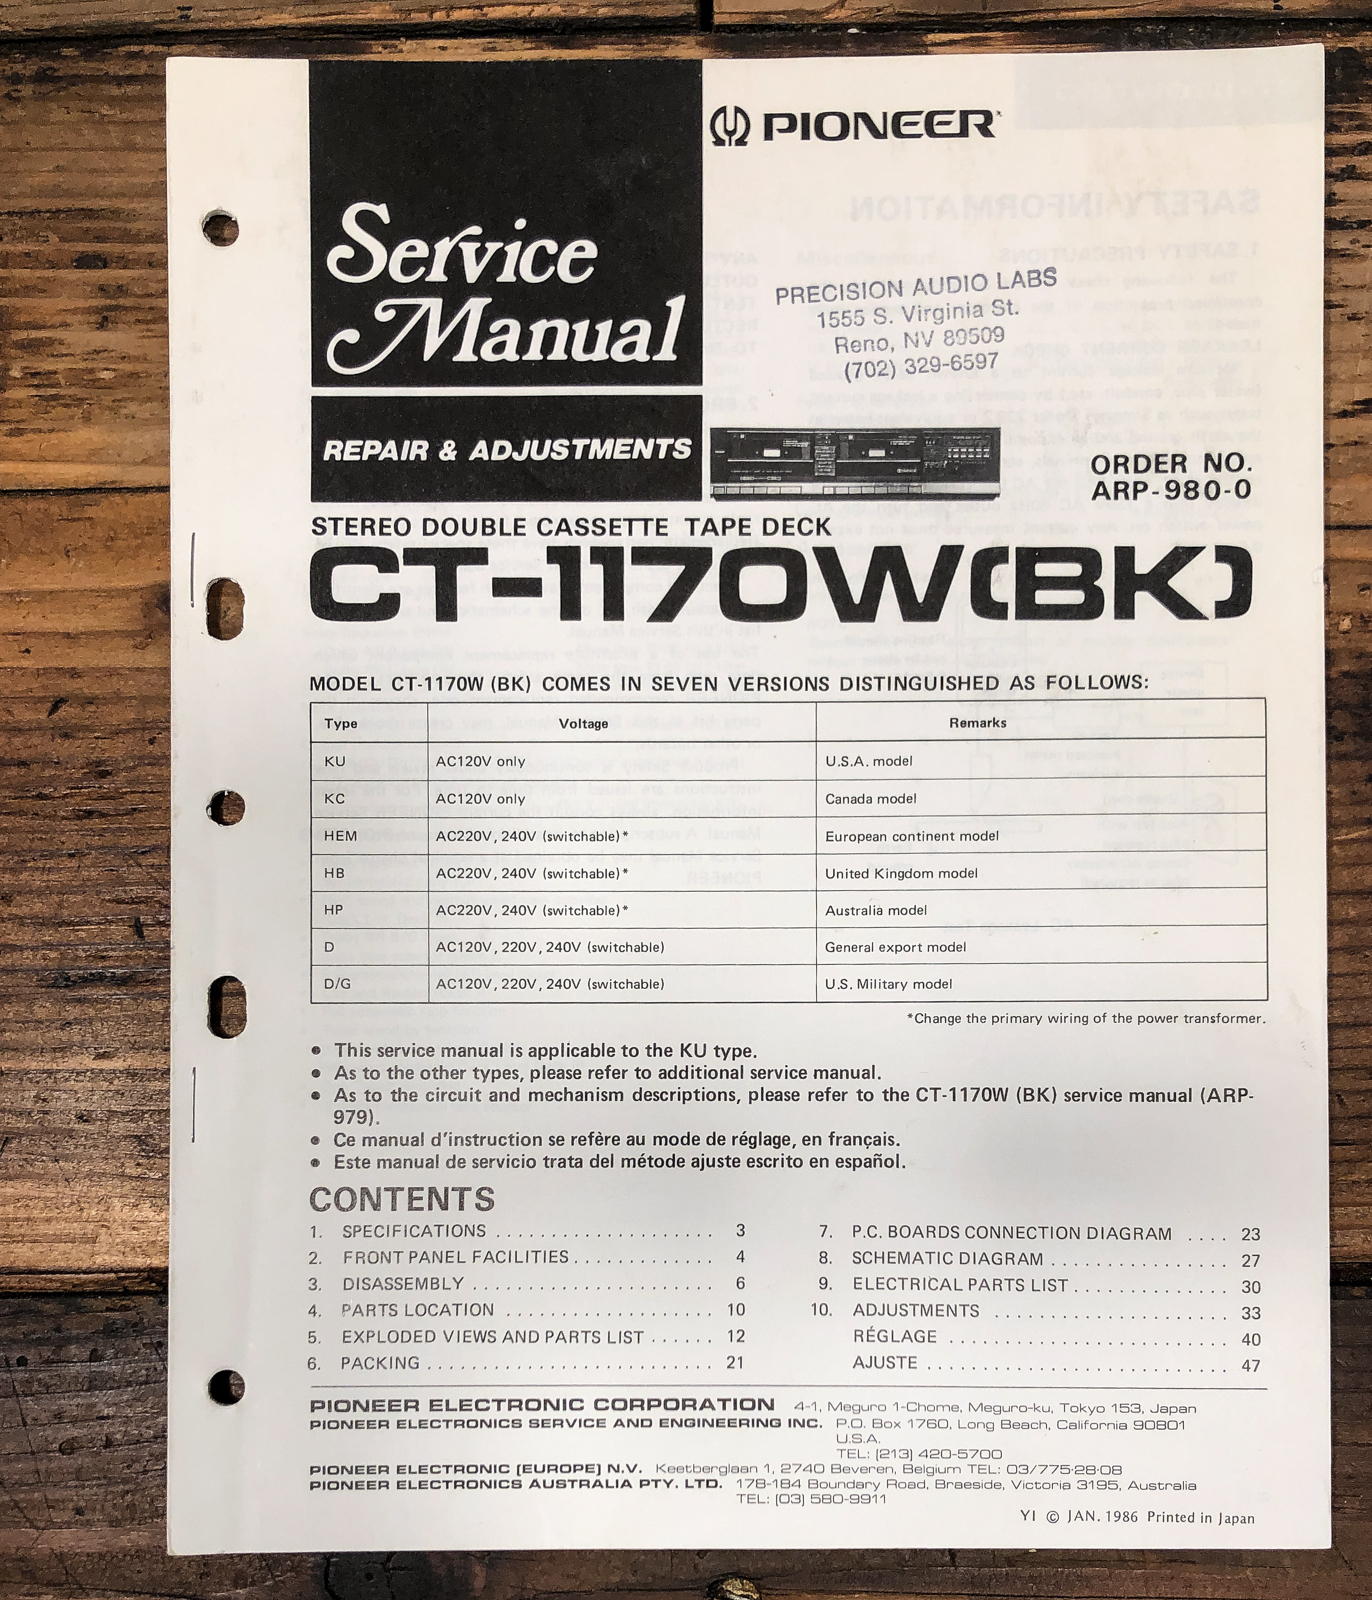 PIONEER
Service
Manual
PRECISION AUDIO LABS
1555 S. Virginia St.
Reno, NV 89509
(702) 329-6597
REPAIR & ADJUSTMENTS
ORDER NO.
ARP-980-0
STEREO DOUBLE CASSETTE TAPE DECK
CT-1170W(BK)
MODEL CT-1170W (BK) COMES IN SEVEN VERSIONS DISTINGUISHED AS FOLLOWS:
Type Voltage Remarks
KU AC120V only U.S.A. model
KC AC120V only Canada model
HEM AC220V, 240V (switchable)* European continent model
HB AC220V, 240V (switchable)* United Kingdom model
HP AC220V, 240V (switchable)* Australia model
D AC120V, 220V, 240V (switchable) General export model
D/G AC120V, 220V, 240V (switchable) U.S. Military model
*Change the primary wiring of the power transformer.
• This service manual is applicable to the KU type.
• As to the other types, please refer to additional service manual.
• As to the circuit and mechanism descriptions, please refer to the CT-1170W (BK) service manual (ARP-
979).
• Ce manual d'instruction se refère au mode de réglage, en français.
• Este manual de servicio trata del métode ajuste escrito en español.
CONTENTS
1. SPECIFICATIONS . . . . . . . . . . . . . . . . . . . . 3
2. FRONT PANEL FACILITIES . . . . . . . . . . . . . 4
3. DISASSEMBLY . . . . . . . . . . . . . . . . . . . . . . 6
4. PARTS LOCATION . . . . . . . . . . . . . . . . . . . 10
5. EXPLODED VIEWS AND PARTS LIST . . . . . . 12
6. PACKING . . . . . . . . . . . . . . . . . . . . . . . . . . 21
7. P.C. BOARDS CONNECTION DIAGRAM . . . . 23
8. SCHEMATIC DIAGRAM . . . . . . . . . . . . . . . . 27
9. ELECTRICAL PARTS LIST . . . . . . . . . . . . . . 30
10. ADJUSTMENTS . . . . . . . . . . . . . . . . . . . . . 33
RÉGLAGE . . . . . . . . . . . . . . . . . . . . . . . . . 40
AJUSTE . . . . . . . . . . . . . . . . . . . . . . . . . . . 47
PIONEER ELECTRONIC CORPORATION 4-1, Meguro 1-Chome, Meguro-ku, Tokyo 153, Japan
PIONEER ELECTRONICS SERVICE AND ENGINEERING INC. P.O. Box 1760, Long Beach, California 90801
U.S.A.
TEL: (213) 420-5700
PIONEER ELECTRONIC (EUROPE) N.V. Keetberglaan 1, 2740 Beveren, Belgium TEL: 03/775·28·08
PIONEER ELECTRONICS AUSTRALIA PTY. LTD. 178-184 Boundary Road, Braeside, Victoria 3195, Australia
TEL: (03) 580-9911
YI © JAN. 1986 Printed in Japan